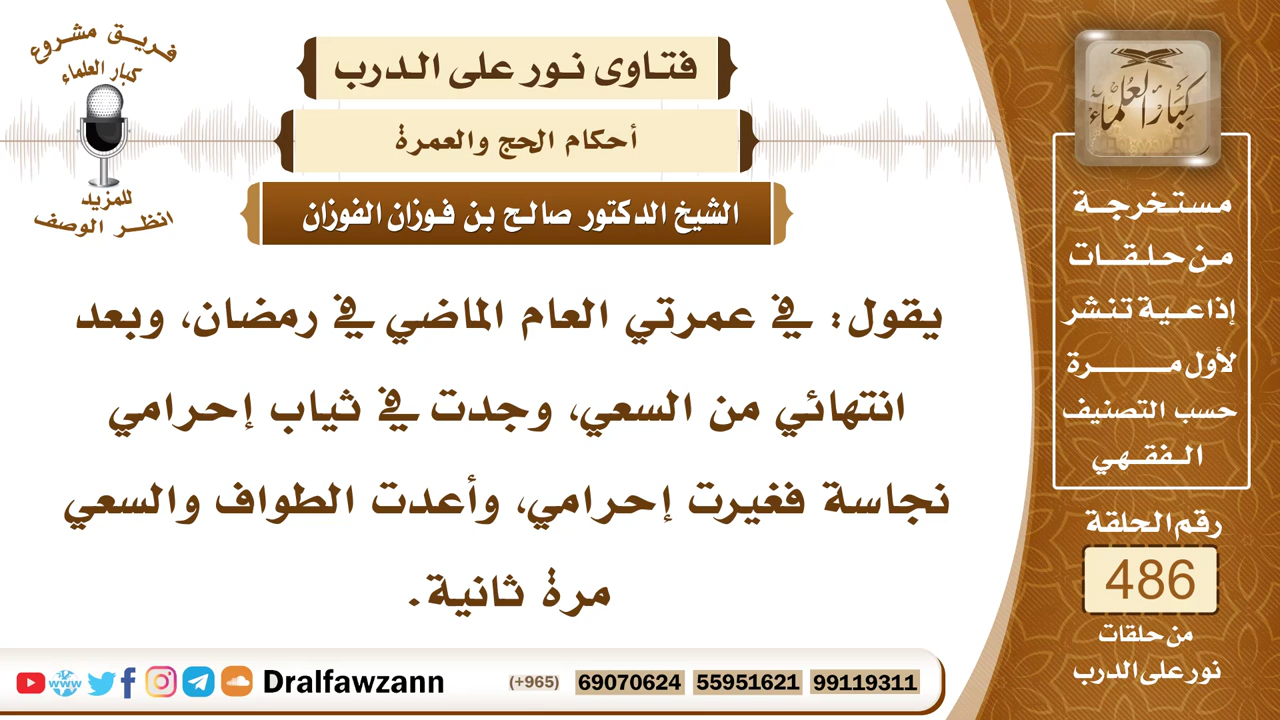 فريق مشروع
كبار العلماء
للمزيد
انظر الوصف
فتاوى نور على الدرب
أحكام الحج والعمرة
الشيخ الدكتور صالح بن فوزان الفوزان
يقول: في عمرتي العام الماضي في رمضان، وبعد
انتهائي من السعي، وجدت في ثياب إحرامي
نجاسة فغيرت إحرامي، وأعدت الطواف والسعي
مرة ثانية.
كبار العلماء
مستخرجة
من حلقات
إذاعية تنشر
لأول مرة
حسب التصنيف
الفقهي
رقم الحلقة
486
من حلقات
نور على الدرب
www
Dralfawzann
(+965) 69070624 55951621 99119311